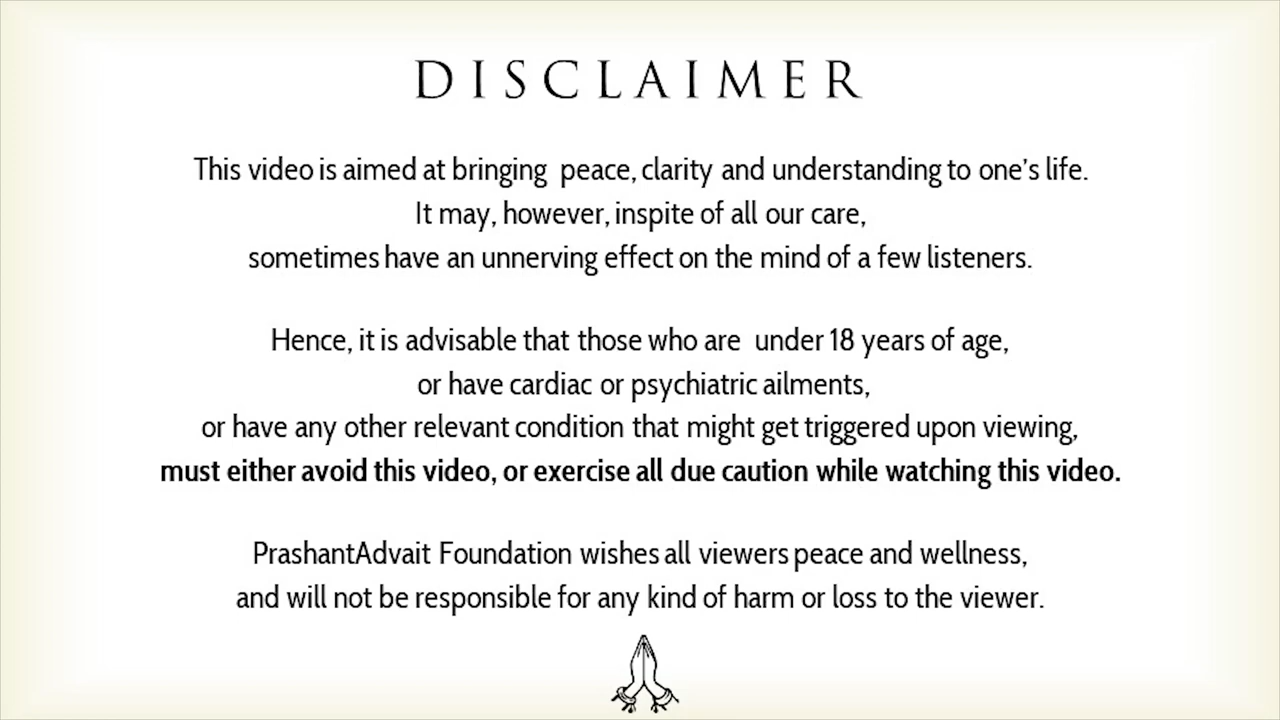 DISCLAIMER
This video is aimed at bringing peace, clarity and understanding to one's life.
It may, however, inspite of all our care,
sometimes have an unnerving effect on the mind of a few listeners.
Hence, it is advisable that those who are under 18 years of age,
or have cardiac or psychiatric ailments,
or have any other relevant condition that might get triggered upon viewing,
must either avoid this video, or exercise all due caution while watching this video.
PrashantAdvait Foundation wishes all viewers peace and wellness,
and will not be responsible for any kind of harm or loss to the viewer.